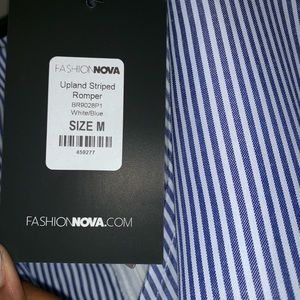 FASHIONNOVA
Upland Striped
Romper
BR9028P1
White/Blue
SIZE M
459277
FASHIONNOVA.COM